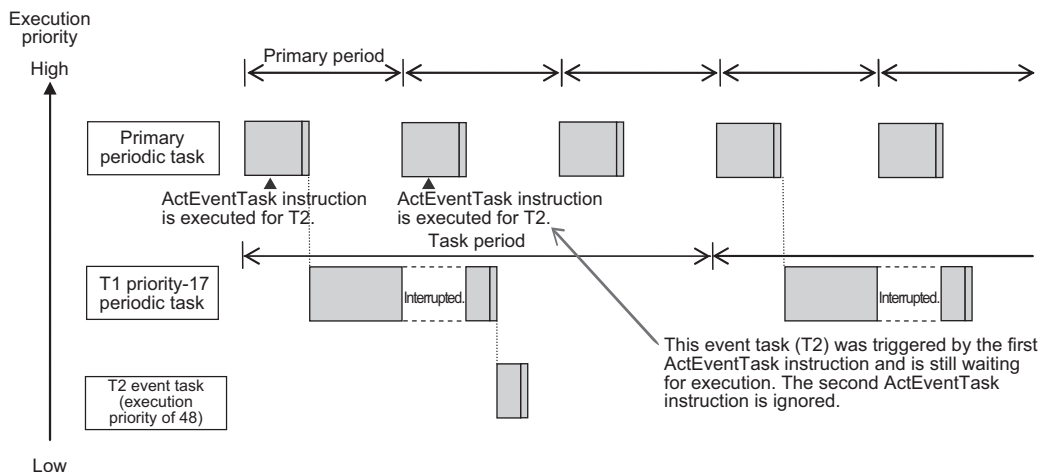 Execution
priority
High
Primary period
Primary
periodic task
ActEventTask instruction
is executed for T2.
ActEventTask instruction
is executed for T2.
Task period
T1 priority-17
periodic task
Interrupted.
Interrupted.
This event task (T2) was triggered by the first
ActEventTask instruction and is still waiting
for execution. The second ActEventTask
instruction is ignored.
T2 event task
(execution
priority of 48)
Low